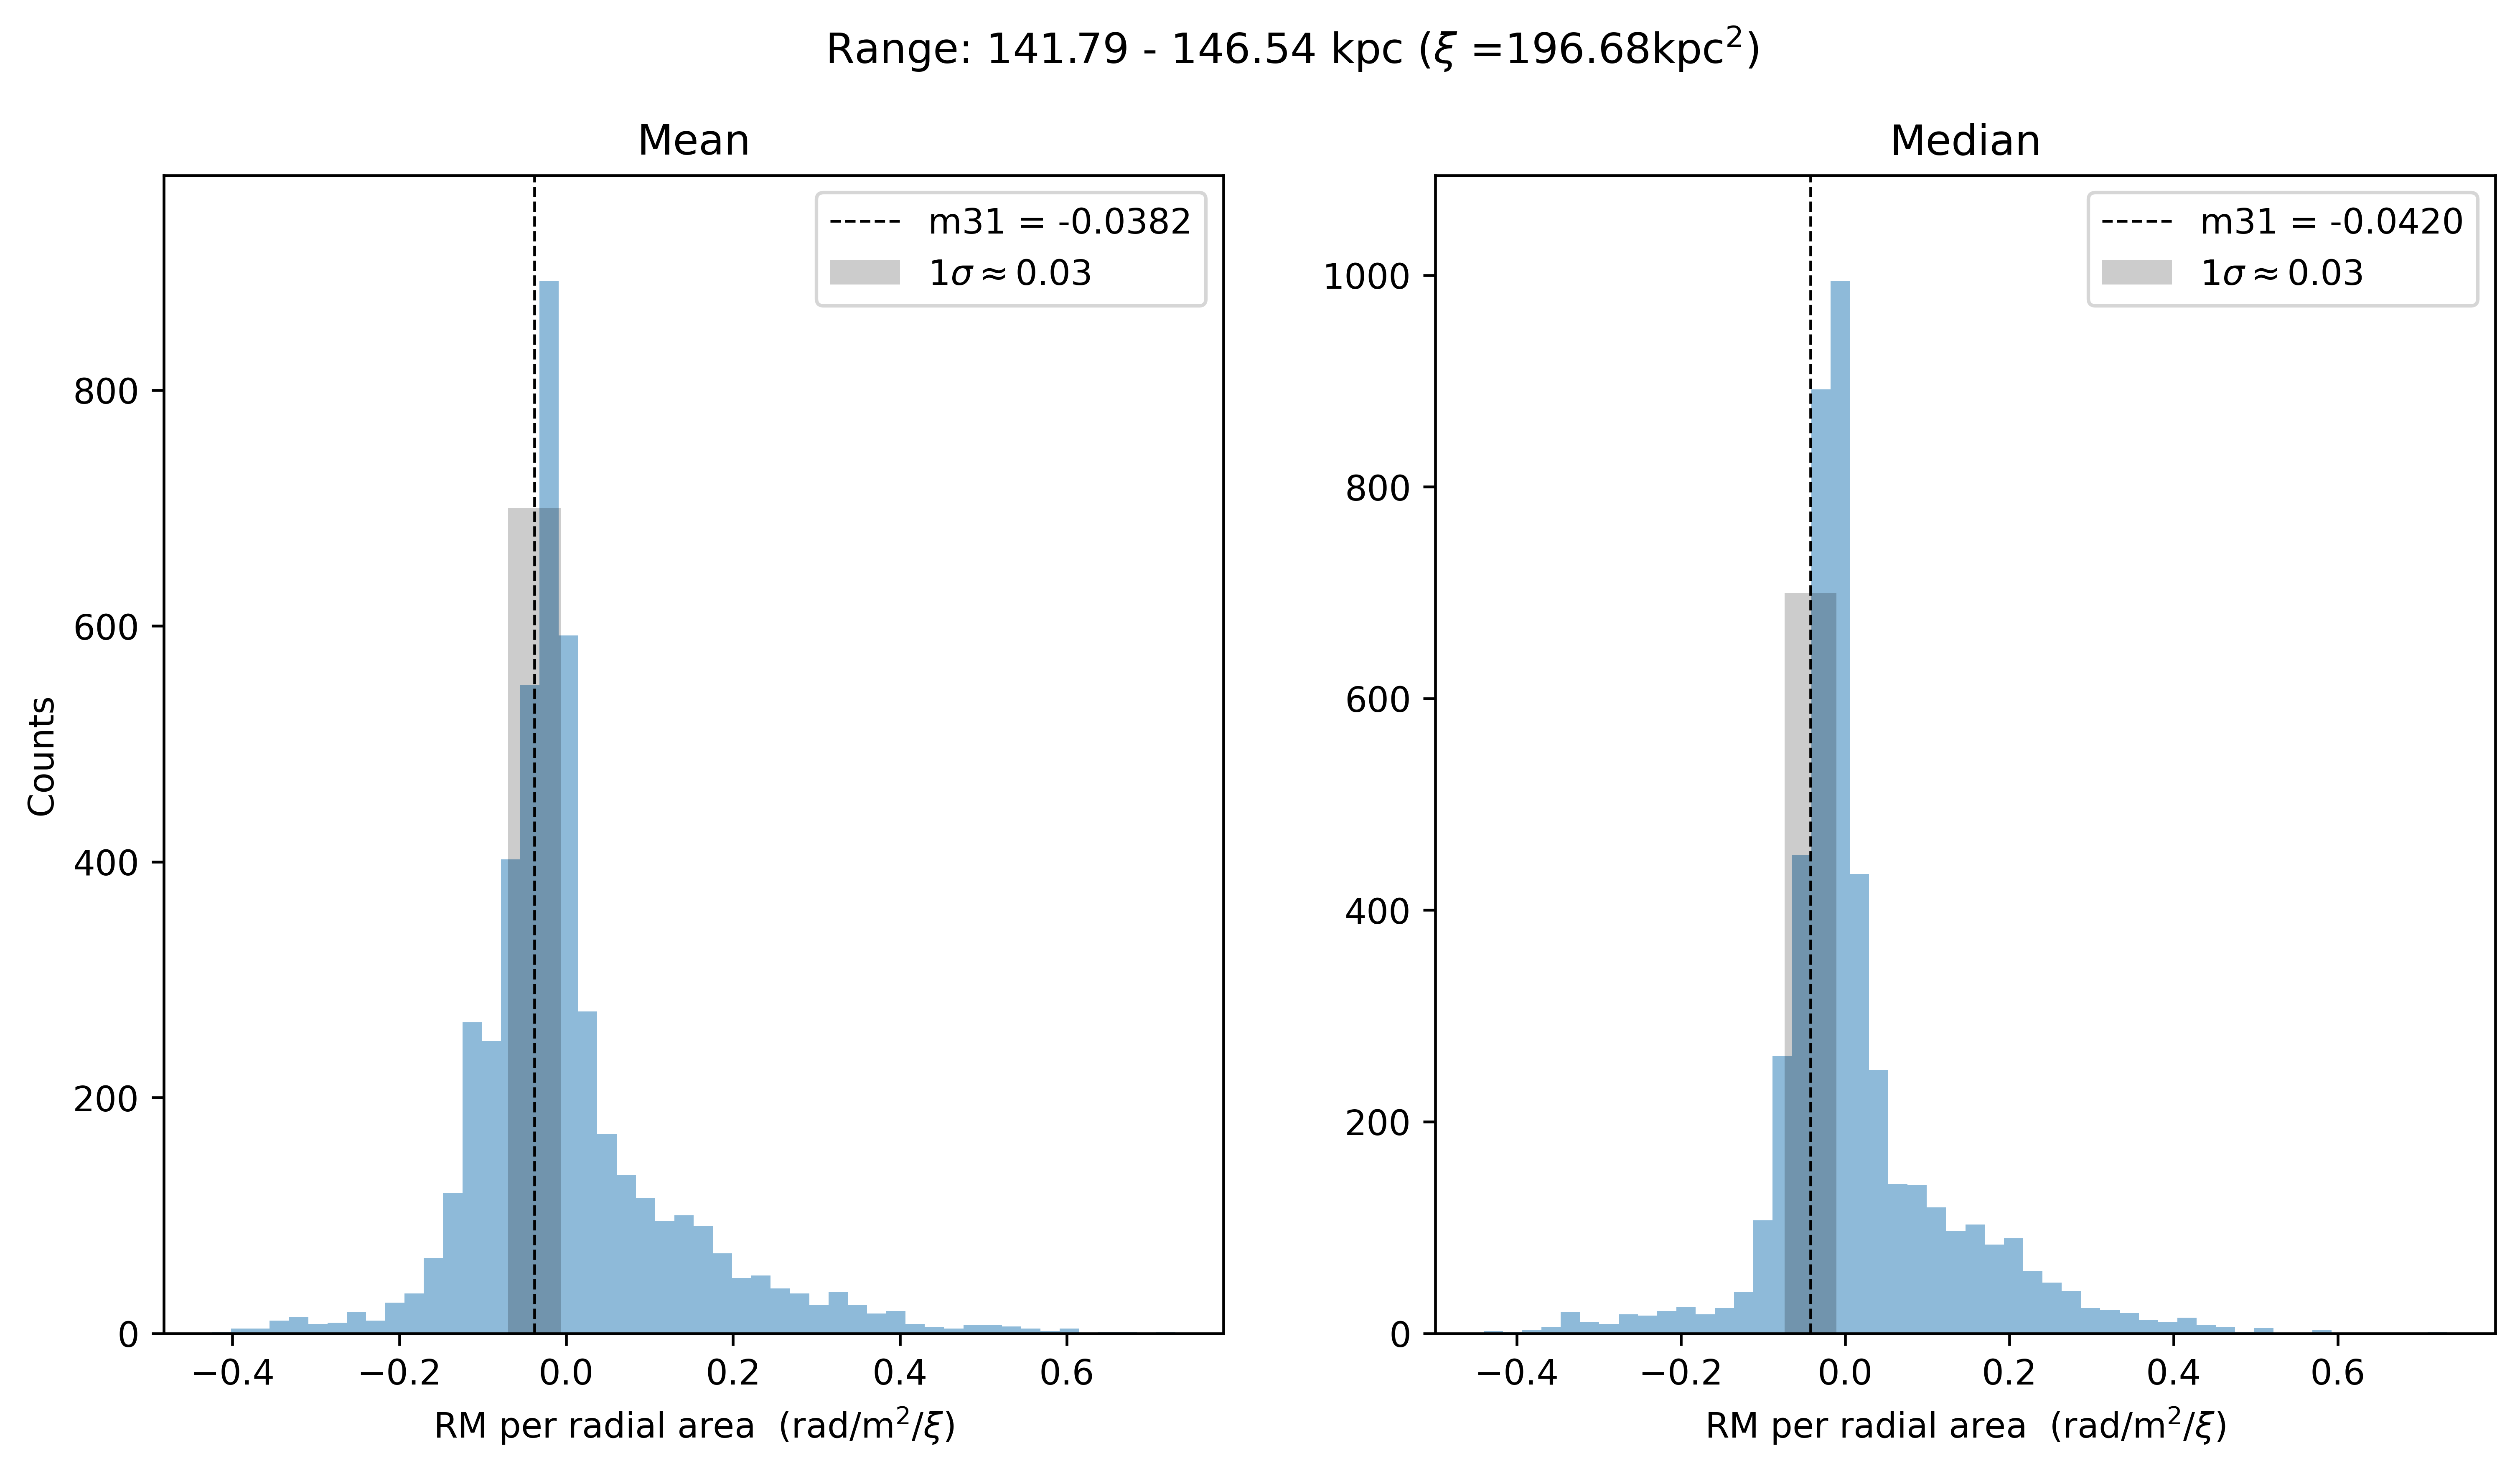 Range: 141.79 - 146.54 kpc (ξ =196.68kpc²)
Mean
m31 = -0.0382
1σ ≈ 0.03
Counts
800
600
400
200
0
−0.4 −0.2 0.0 0.2 0.4 0.6
RM per radial area (rad/m²/ξ)
Median
m31 = -0.0420
1σ ≈ 0.03
1000
800
600
400
200
0
−0.4 −0.2 0.0 0.2 0.4 0.6
RM per radial area (rad/m²/ξ)